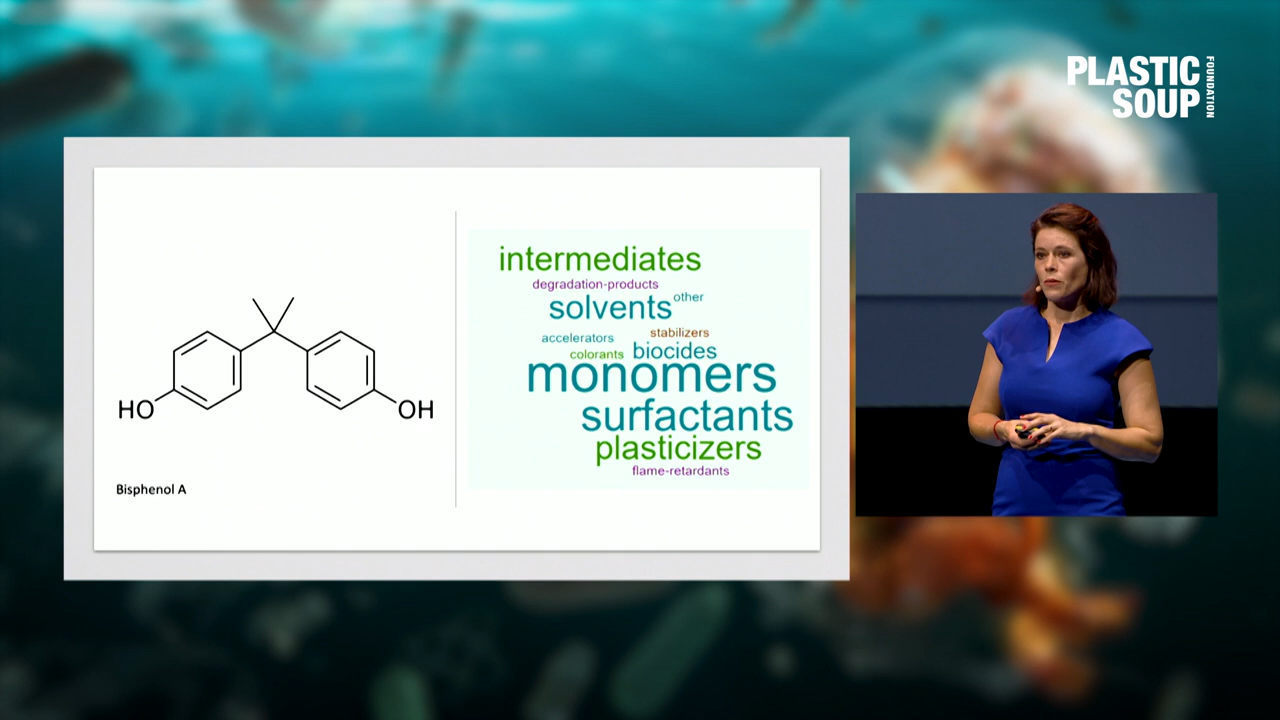 PLASTIC
SOUP
FOUNDATION
HO
OH
Bisphenol A
intermediates
degradation-products
solvents other
accelerators stabilizers
colorants biocides
monomers
surfactants
plasticizers
flame-retardants